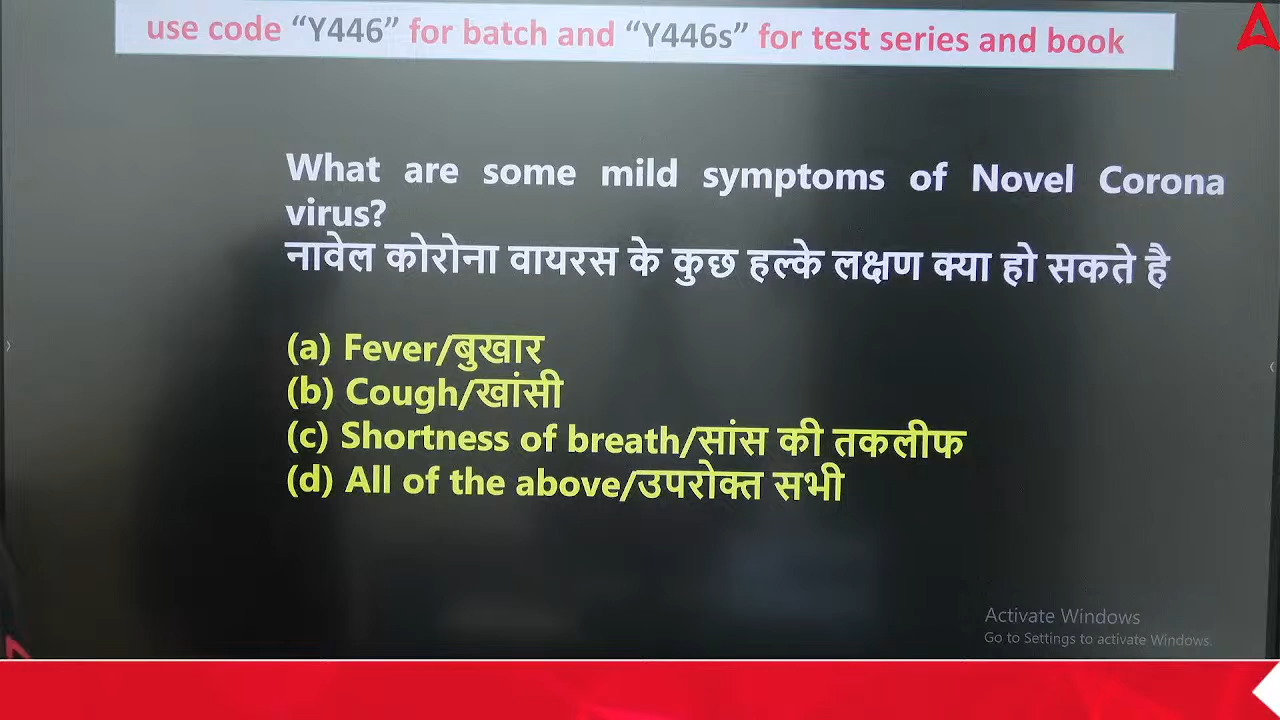 use code “Y446” for batch and “Y446s” for test series and book
What are some mild symptoms of Novel Corona
virus?
नावेल कोरोना वायरस के कुछ हल्के लक्षण क्या हो सकते है
(a) Fever/बुखार
(b) Cough/खांसी
(c) Shortness of breath/सांस की तकलीफ
(d) All of the above/उपरोक्त सभी
Activate Windows
Go to Settings to activate Windows.